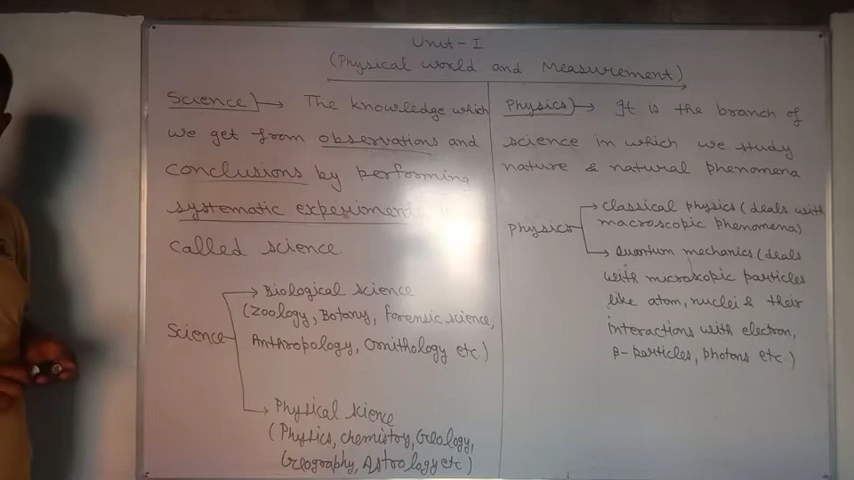 Unit-I
(Physical world and Measurement)
Science)→ The knowledge which
we get from observations and
conclusions by performing
systematic experiment
called science.
Science
→ Biological science
(Zoology, Botany, Forensic science,
Anthropology, Ornithology etc.)
→ Physical science
(Physics, chemistry, Geology,
Geography, Astrology etc)
Physics)→ It is the branch of
science in which we study
nature & natural phenomena
Physics
→ classical physics (deals with
macroscopic phenomena)
→ Quantum mechanics (deals
with microscopic particles
like atom, nuclei & their
interactions with electron,
β-particles, photons etc.)